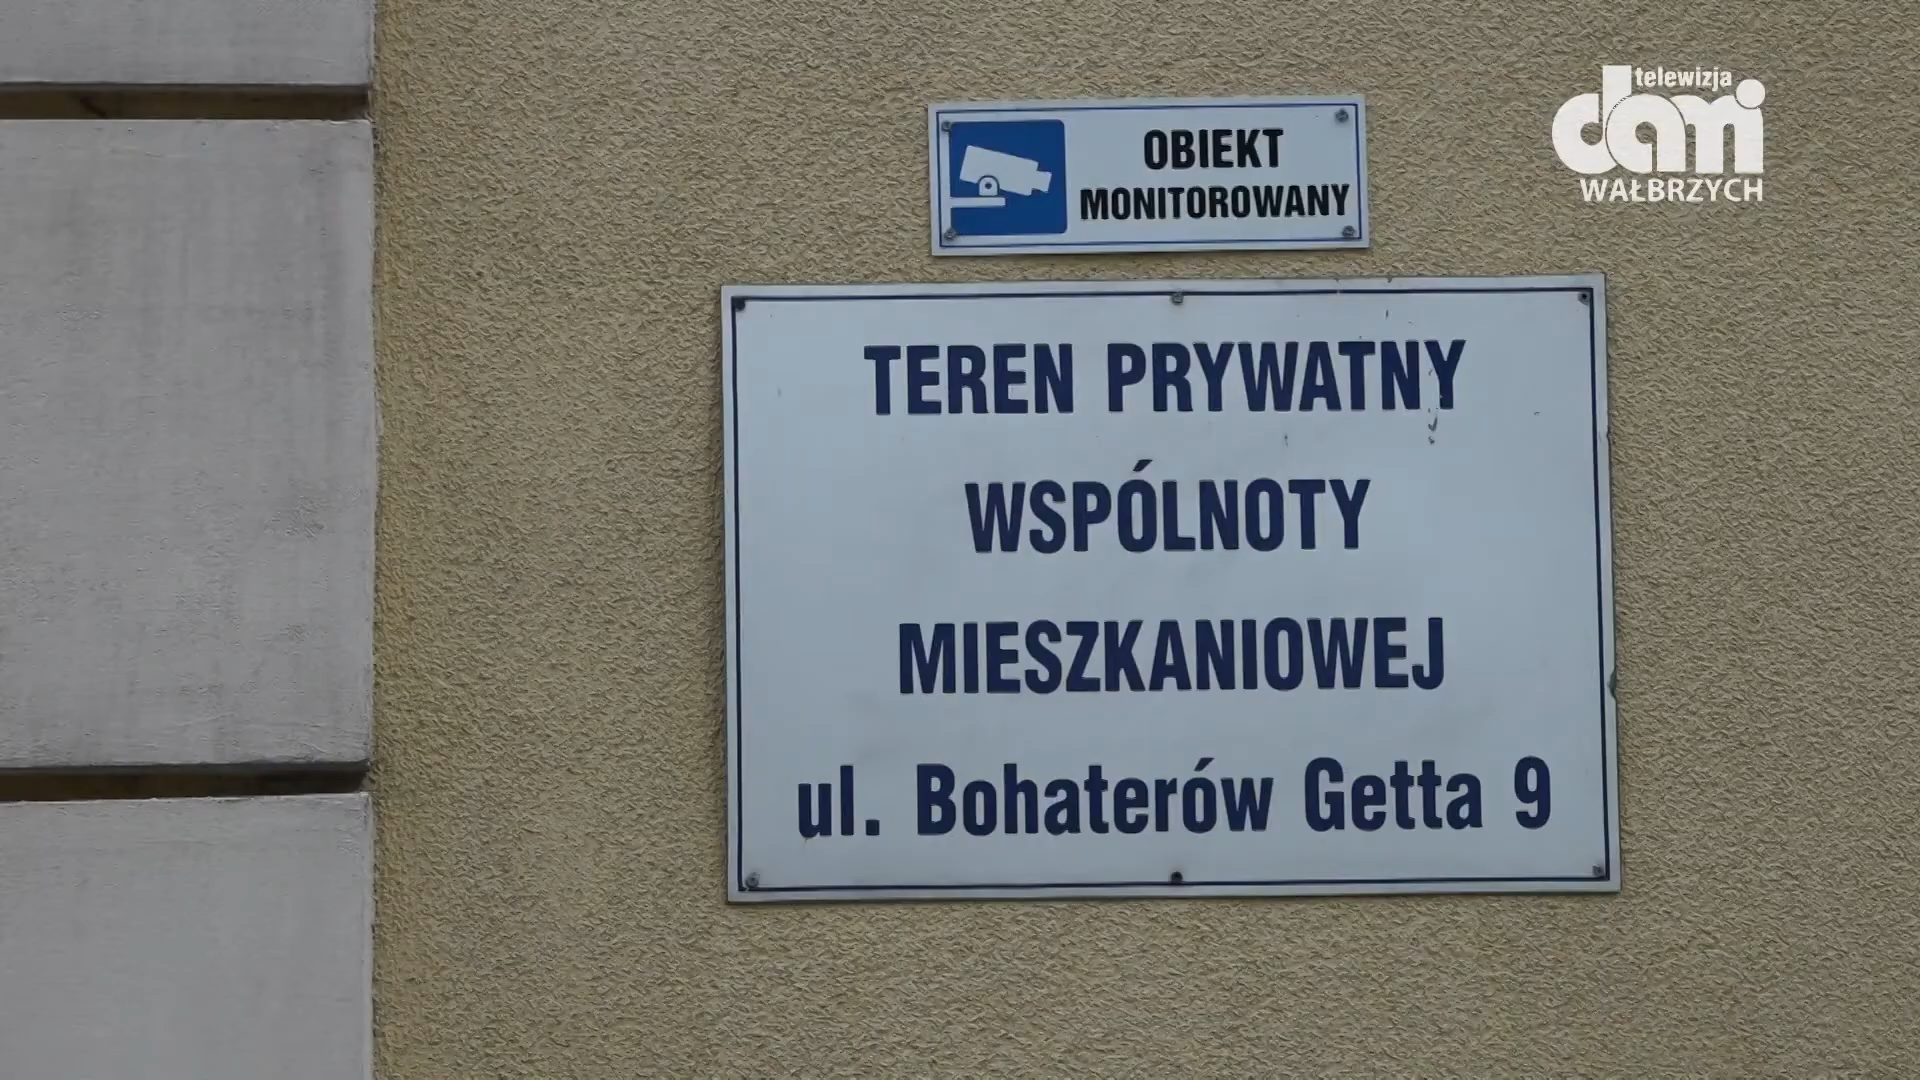 telewizja
dami
WAŁBRZYCH
OBIEKT
MONITOROWANY
TEREN PRYWATNY
WSPÓLNOTY
MIESZKANIOWEJ
ul. Bohaterów Getta 9